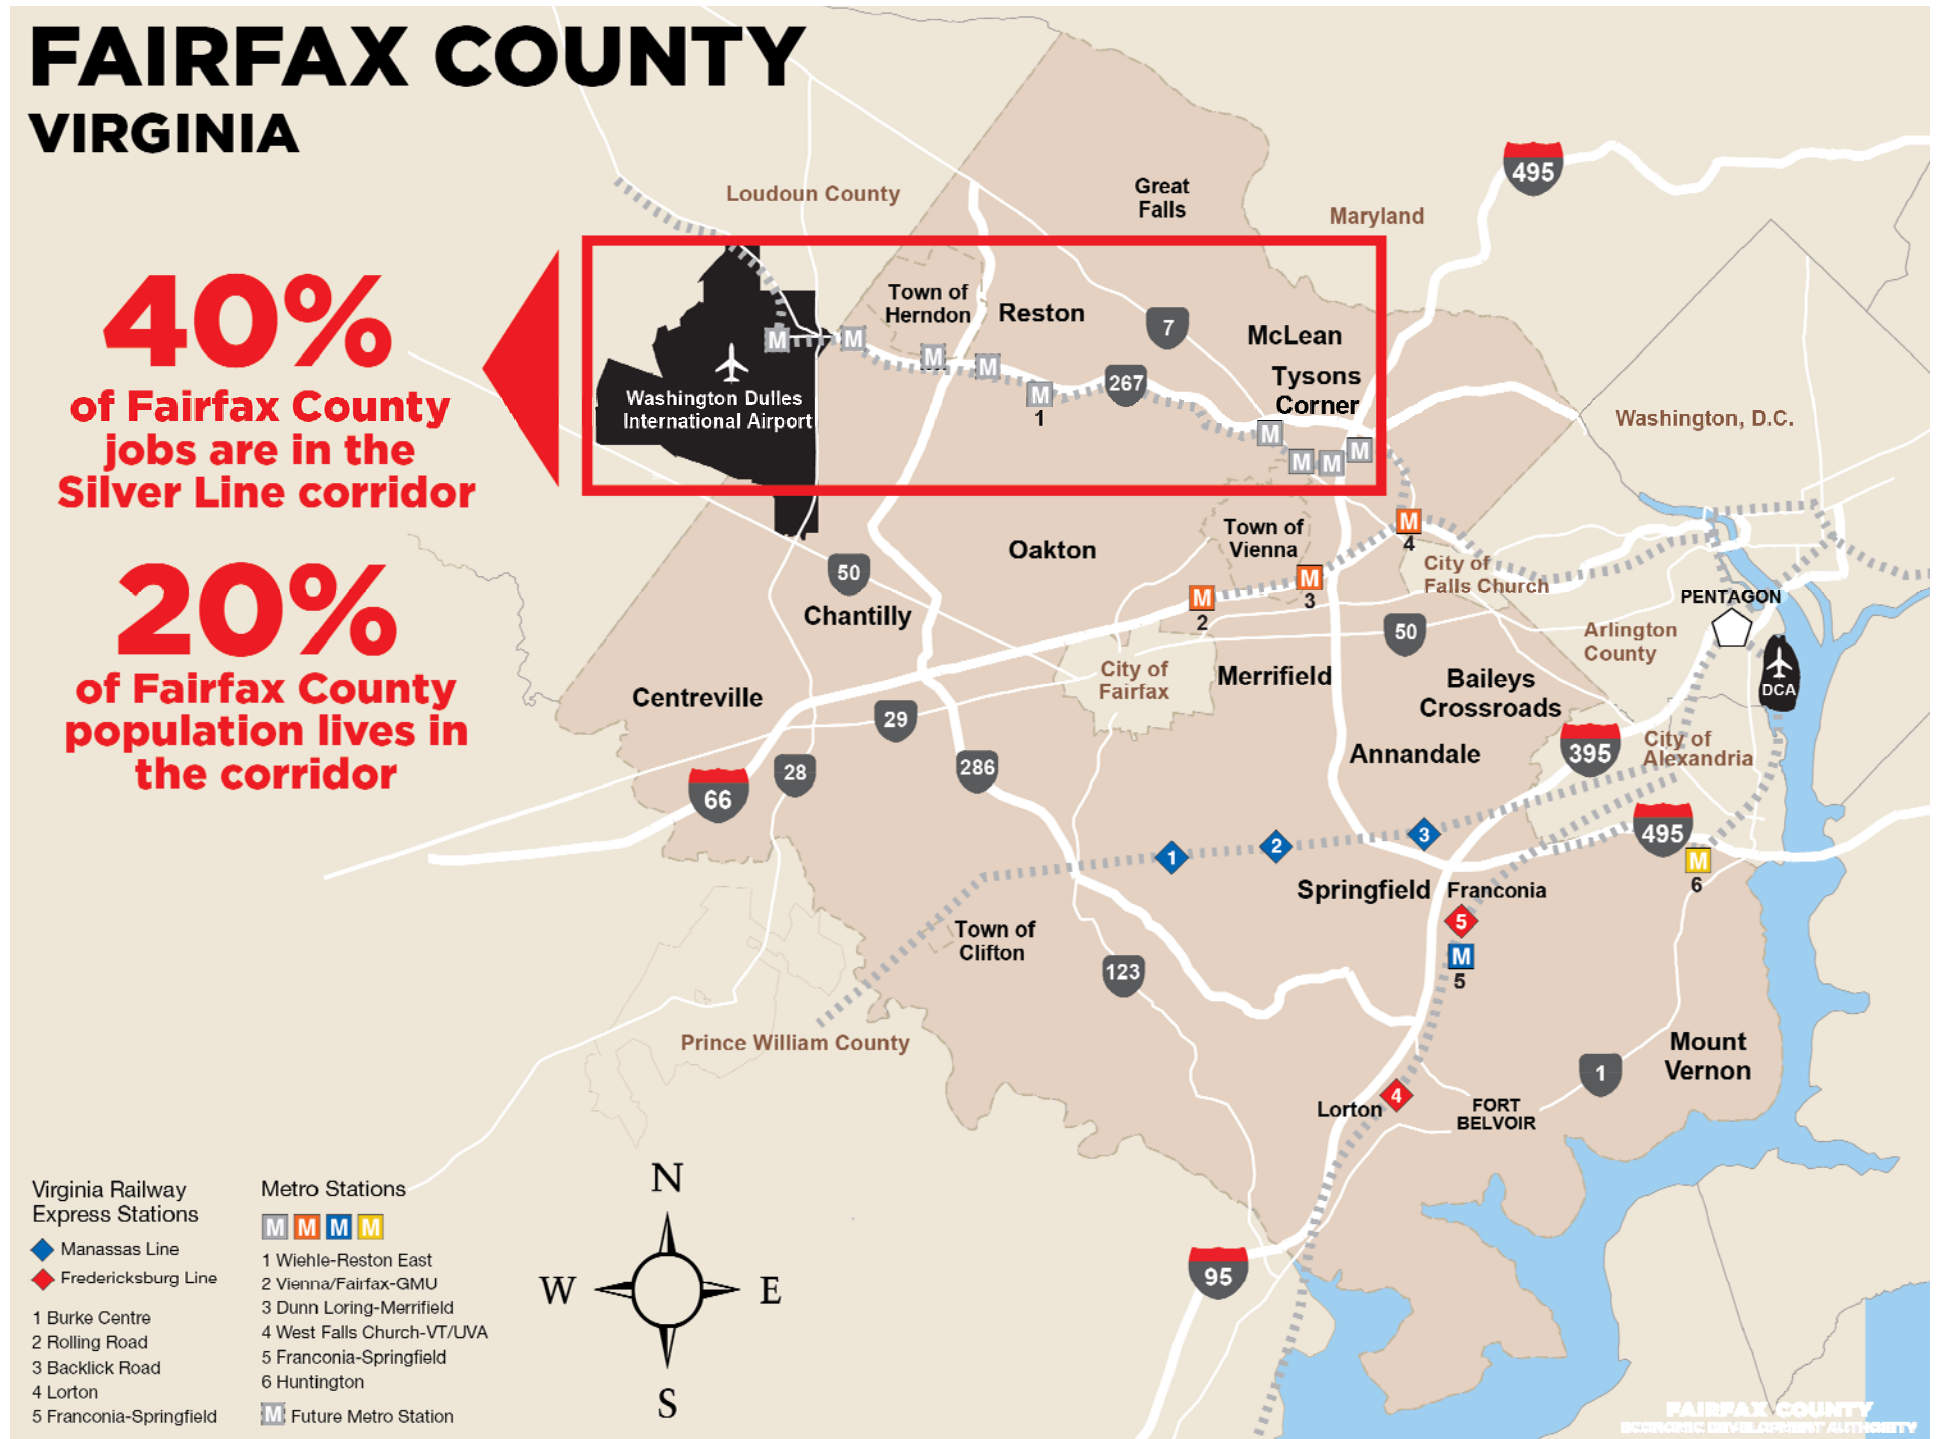 FAIRFAX COUNTY
VIRGINIA
495
Great
Falls
Loudoun County
Maryland
40%
of Fairfax County
jobs are in the
Silver Line corridor
Town of
Herndon
Reston
7
McLean
M
M
M
M
M
1
267
Tysons
Corner
Washington Dulles
International Airport
M
M
M
M
Washington, D.C.
20%
of Fairfax County
population lives in
the corridor
Town of
Vienna
M
4
Oakton
City of
Falls Church
50
M
3
M
2
PENTAGON
Chantilly
50
Arlington
County
City of
Fairfax
Merrifield
Baileys
Crossroads
DCA
Centreville
29
Annandale
395
City of
Alexandria
66
28
286
495
1
2
3
M
6
Springfield
Franconia
5
M
5
Town of
Clifton
123
Prince William County
Mount
Vernon
1
Lorton
4
FORT
BELVOIR
95
N
W
E
S
Virginia Railway
Express Stations
Manassas Line
Fredericksburg Line
1 Burke Centre
2 Rolling Road
3 Backlick Road
4 Lorton
5 Franconia-Springfield
Metro Stations
M M M M
1 Wiehle-Reston East
2 Vienna/Fairfax-GMU
3 Dunn Loring-Merrifield
4 West Falls Church-VT/UVA
5 Franconia-Springfield
6 Huntington
M Future Metro Station
FAIRFAX COUNTY
ECONOMIC DEVELOPMENT AUTHORITY